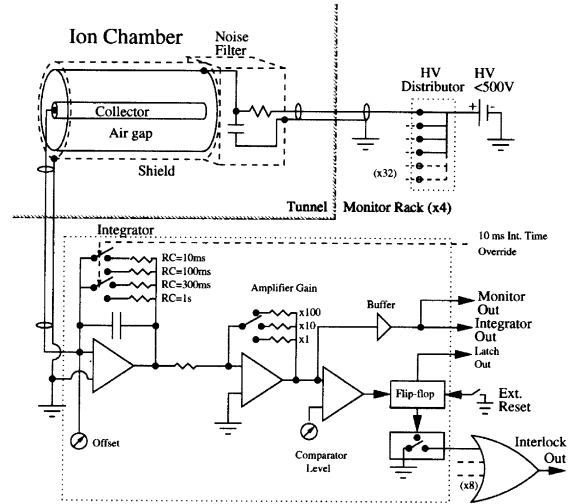 Ion Chamber
Noise
Filter
HV
Distributor
HV
<500V
+
-
Collector
Air gap
Shield
(x32)
Tunnel
Monitor Rack (x4)
Integrator
10 ms Int. Time
Override
RC=10ms
RC=100ms
RC=300ms
RC=1s
Amplifier Gain
x100
x10
x1
Buffer
Monitor
Out
Integrator
Out
Latch
Out
Flip-flop
Ext.
Reset
Offset
Comparator
Level
Interlock
Out
(x8)